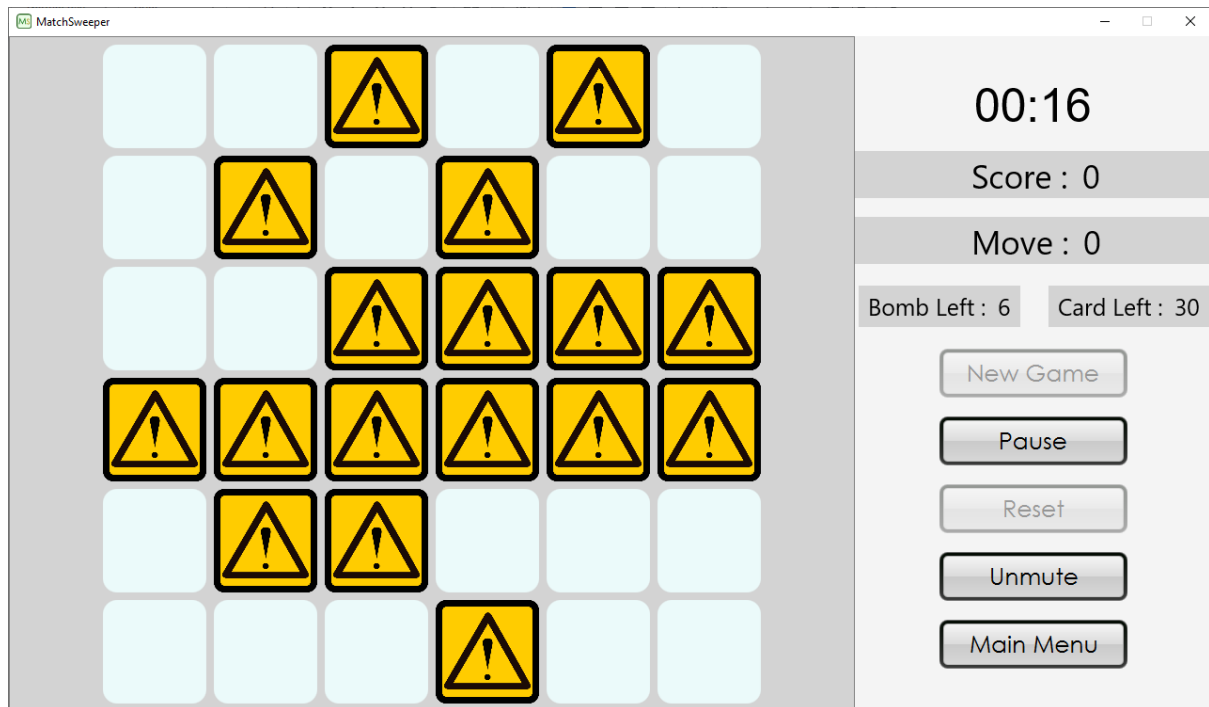 MS MatchSweeper
00:16
Score : 0
Move : 0
Bomb Left : 6
Card Left : 30
New Game
Pause
Reset
Unmute
Main Menu